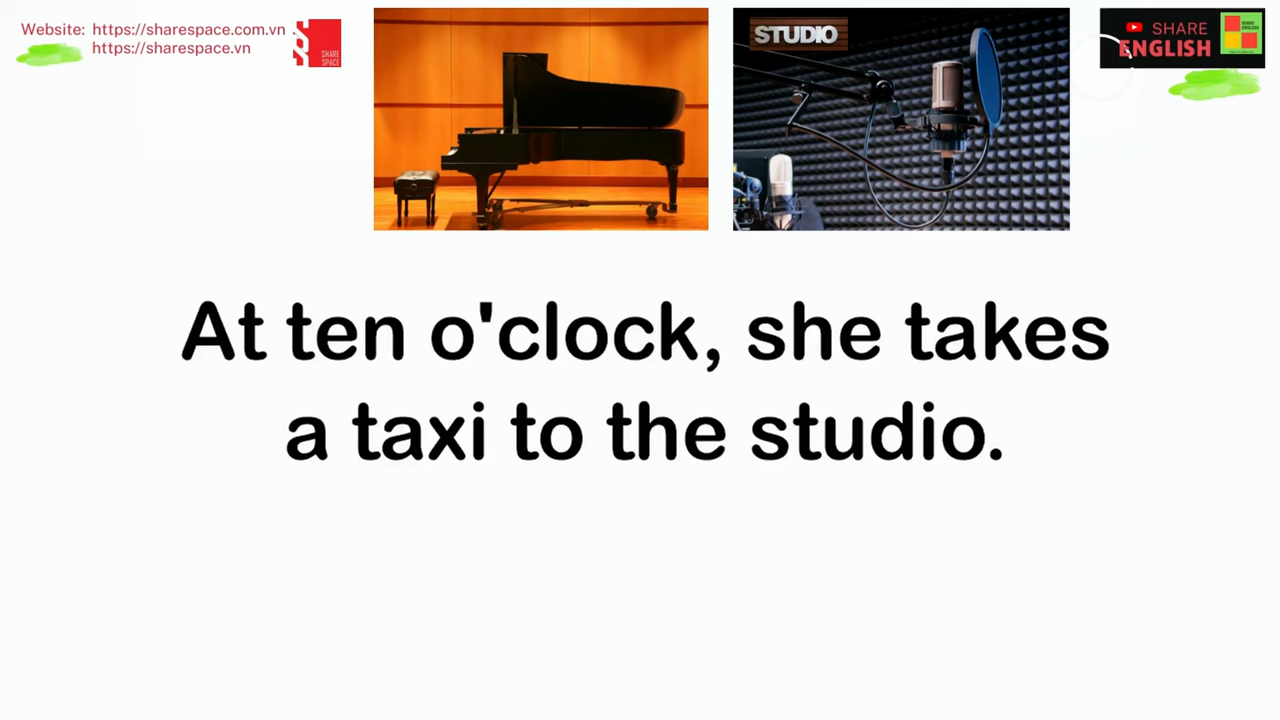 Website: https://sharespace.com.vn
https://sharespace.vn
SHARE
SPACE
STUDIO
SHARE
ENGLISH
At ten o'clock, she takes
a taxi to the studio.